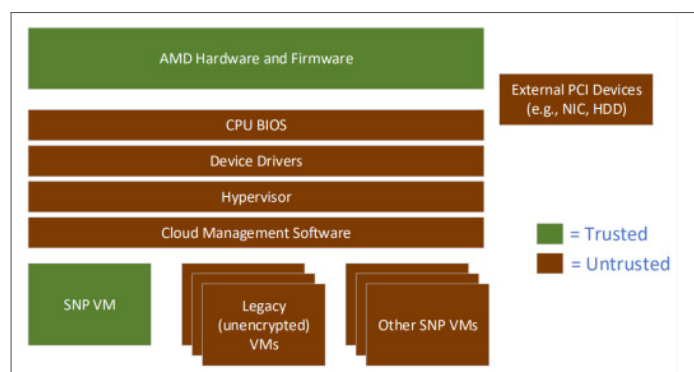 AMD Hardware and Firmware
External PCI Devices
(e.g., NIC, HDD)
CPU BIOS
Device Drivers
Hypervisor
Cloud Management Software
= Trusted
= Untrusted
SNP VM
Legacy
(unencrypted)
VMs
Other SNP VMs